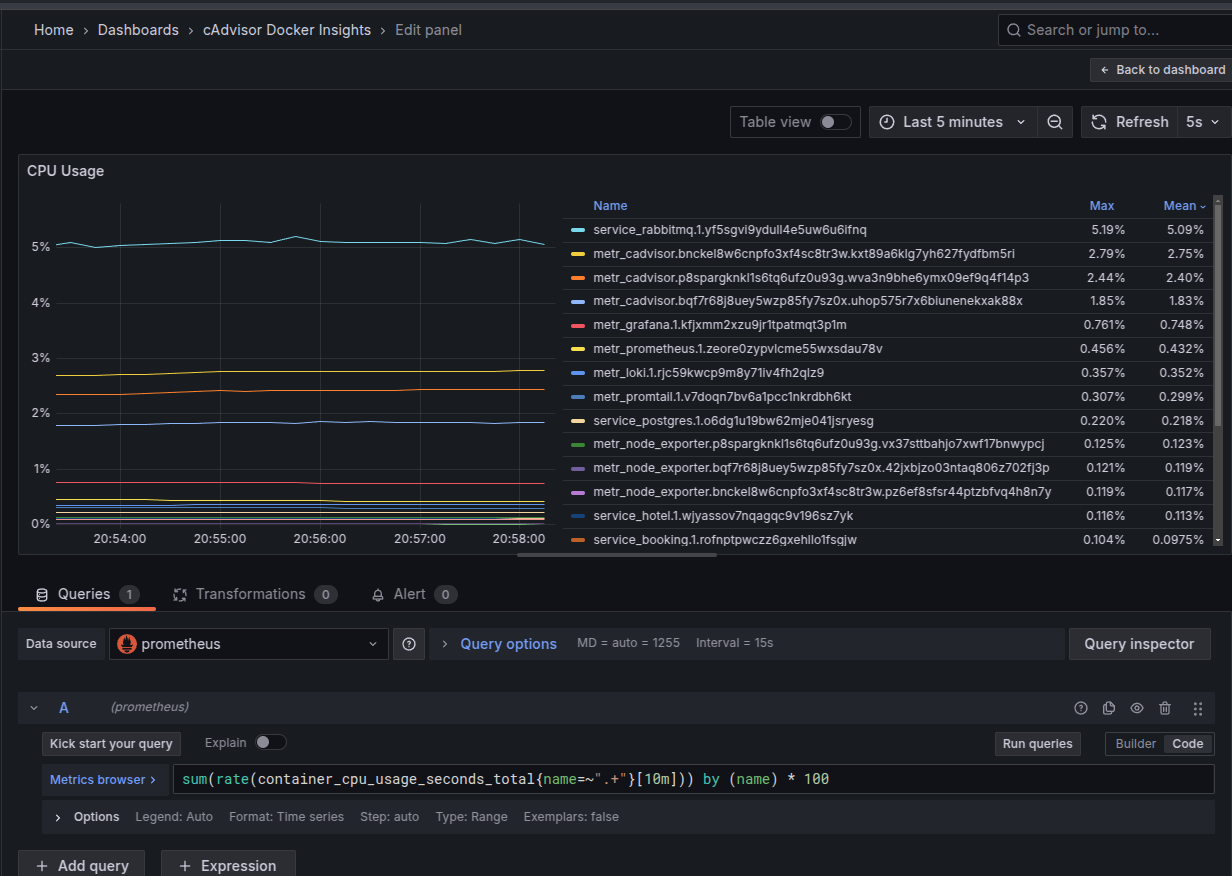 Home › Dashboards › cAdvisor Docker Insights › Edit panel
Search or jump to...
← Back to dashboard
Table view
Last 5 minutes
Refresh
5s
CPU Usage
Name Max Mean
service_rabbitmq.1.yf5sgvi9ydull4e5uw6u6lfnq 5.19% 5.09%
metr_cadvisor.bnckel8w6cnpfo3xf4sc8tr3w.kxt89a6klg7yh627fydfbm5ri 2.79% 2.75%
metr_cadvisor.p8spargknkl1s6tq6ufz0u93g.wva3n9bhe6ymx09ef9q4f14p3 2.44% 2.40%
metr_cadvisor.bqf7r68j8uey5wzp85fy7sz0x.uhop575r7x6biunenekxak88x 1.85% 1.83%
metr_grafana.1.kfjxmm2xzu9jr1tpatmqt3p1m 0.761% 0.748%
metr_prometheus.1.zeore0zypvlcme55wxsdau78v 0.456% 0.432%
metr_loki.1.rjc59kwcp9m8y71lv4fh2qlz9 0.357% 0.352%
metr_promtail.1.v7doqn7bv6a1pcc1nkrdbh6kt 0.307% 0.299%
service_postgres.1.o6dg1u19bw62mje041jsryesg 0.220% 0.218%
metr_node_exporter.p8spargknkl1s6tq6ufz0u93g.vx37sttbahjo7xwf17bnwypcj 0.125% 0.123%
metr_node_exporter.bqf7r68j8uey5wzp85fy7sz0x.42jxbjzo03ntaq806z702fj3p 0.121% 0.119%
metr_node_exporter.bnckel8w6cnpfo3xf4sc8tr3w.pz6ef8sfsr44ptzbfvq4h8n7y 0.119% 0.117%
service_hotel.1.wjyassov7nqagqc9v196sz7yk 0.116% 0.113%
service_booking.1.rofnptpwczz6gxehllo1fsgjw 0.104% 0.0975%
5%
4%
3%
2%
1%
0%
20:54:00 20:55:00 20:56:00 20:57:00 20:58:00
Queries 1
Transformations 0
Alert 0
Data source
prometheus
› Query options MD = auto = 1255 Interval = 15s
Query inspector
A (prometheus)
Kick start your query
Explain
Run queries
Builder Code
Metrics browser ›
sum(rate(container_cpu_usage_seconds_total{name=~".+"}[10m])) by (name) * 100
› Options Legend: Auto Format: Time series Step: auto Type: Range Exemplars: false
+ Add query
+ Expression